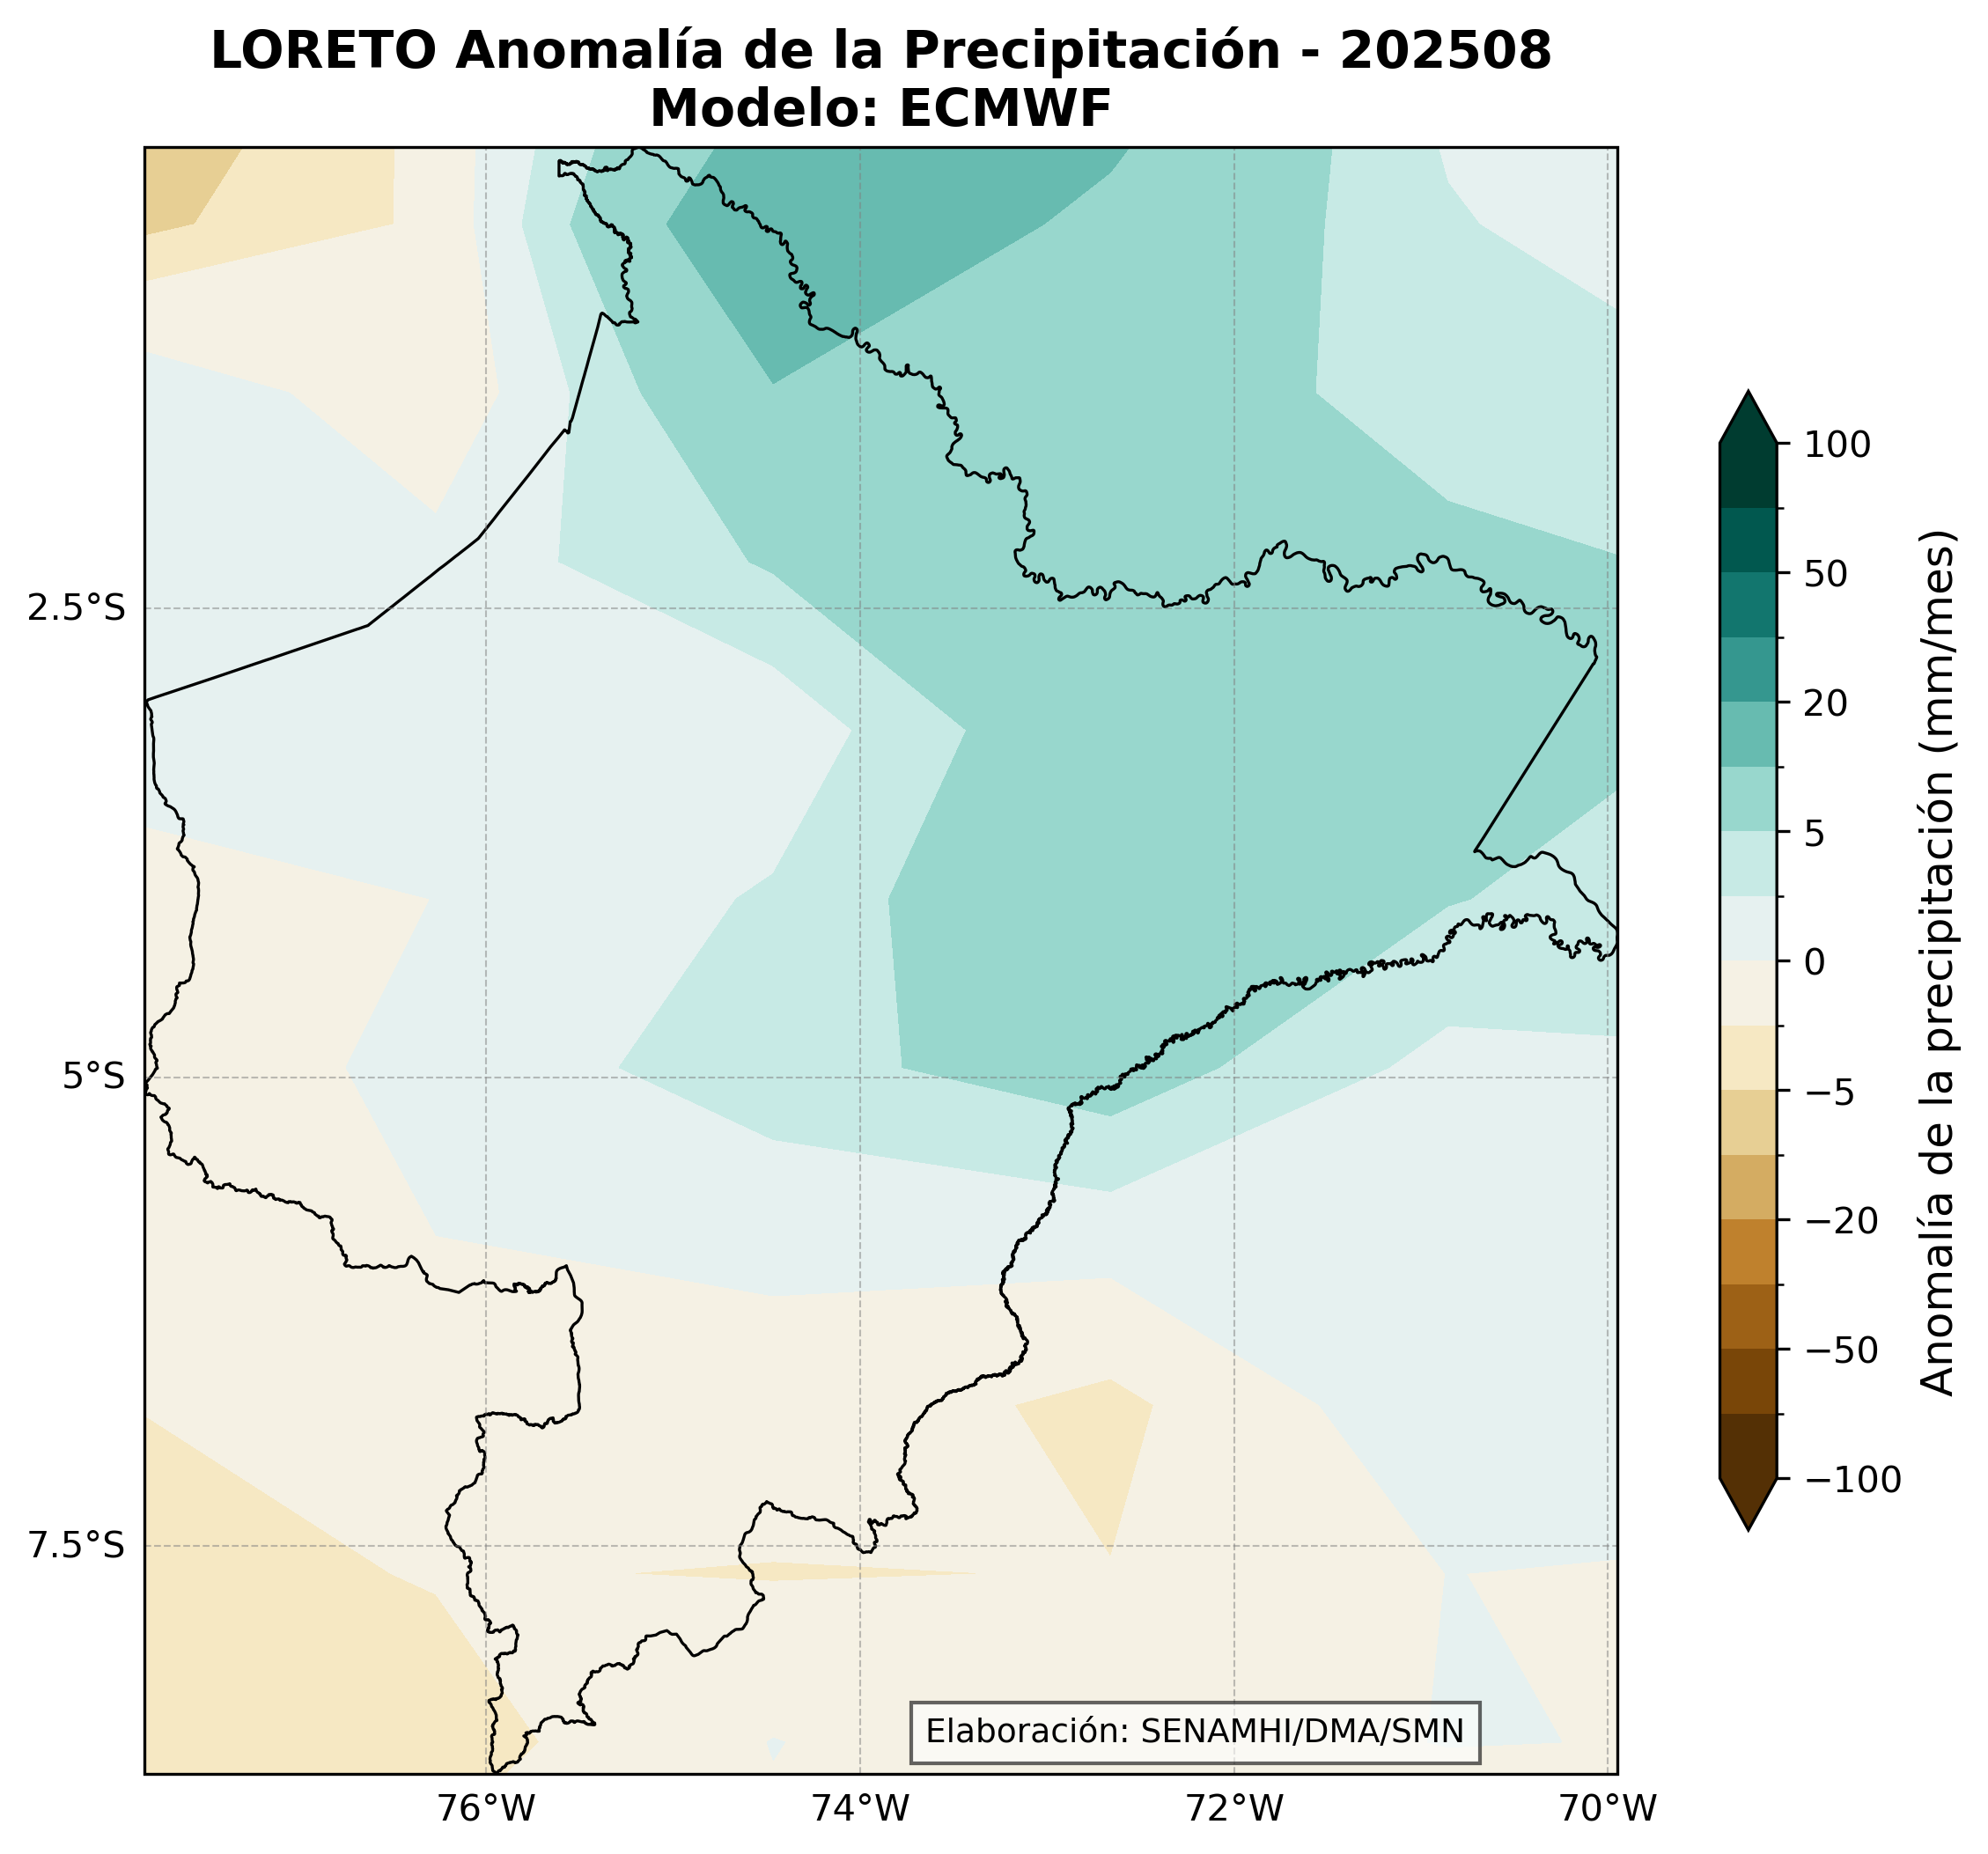 LORETO Anomalía de la Precipitación - 202508
Modelo: ECMWF
2.5°S
5°S
7.5°S
76°W
74°W
72°W
70°W
100
50
20
5
0
−5
−20
−50
−100
Anomalía de la precipitación (mm/mes)
Elaboración: SENAMHI/DMA/SMN